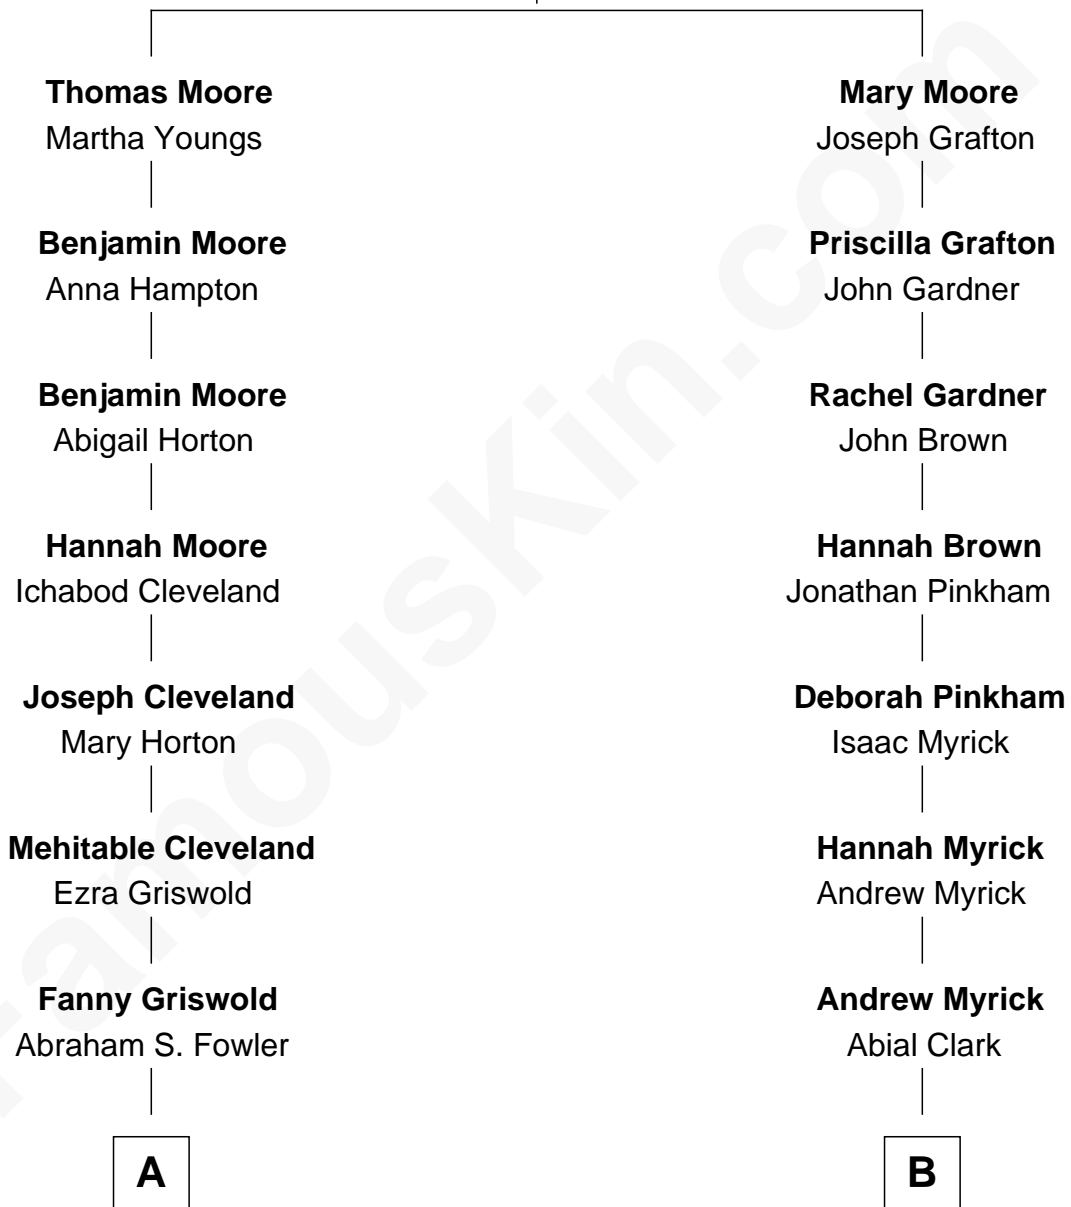 Thomas Moore
Martha Youngs
Mary Moore
Joseph Grafton
Benjamin Moore
Anna Hampton
Priscilla Grafton
John Gardner
Benjamin Moore
Abigail Horton
Rachel Gardner
John Brown
Hannah Moore
Ichabod Cleveland
Hannah Brown
Jonathan Pinkham
Joseph Cleveland
Mary Horton
Deborah Pinkham
Isaac Myrick
Mehitable Cleveland
Ezra Griswold
Hannah Myrick
Andrew Myrick
Fanny Griswold
Abraham S. Fowler
Andrew Myrick
Abial Clark
A
B
FamousKin.com